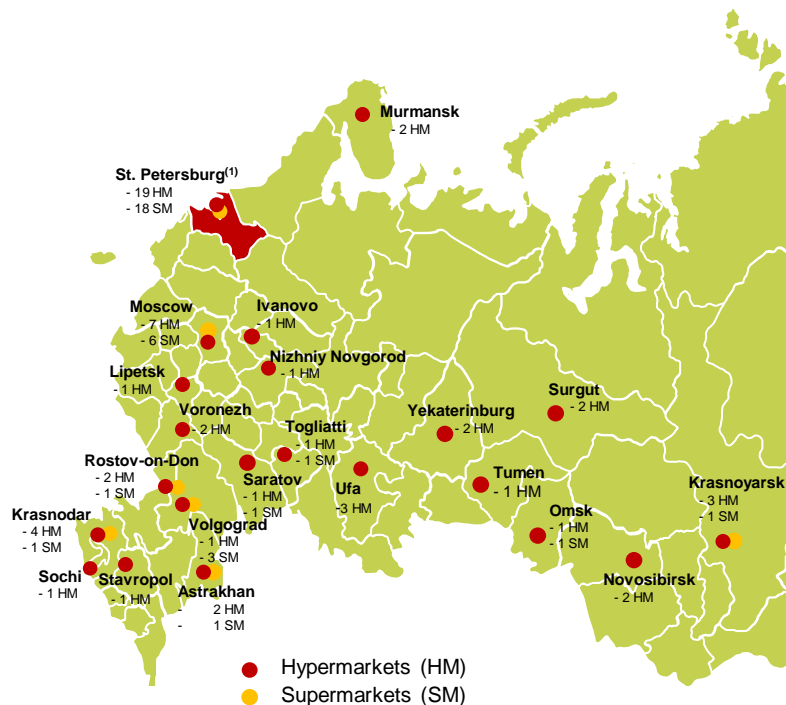 Murmansk
- 2 HM
St. Petersburg(1)
- 19 HM
- 18 SM
Moscow
- 7 HM
- 6 SM
Ivanovo
- 1 HM
Nizhniy Novgorod
- 1 HM
Lipetsk
- 1 HM
Surgut
- 2 HM
Voronezh
- 2 HM
Yekaterinburg
- 2 HM
Togliatti
- 1 HM
- 1 SM
Rostov-on-Don
- 2 HM
- 1 SM
Saratov
- 1 HM
- 1 SM
Ufa
-3 HM
Tumen
- 1 HM
Krasnoyarsk
- 3 HM
- 1 SM
Omsk
- 1 HM
- 1 SM
Krasnodar
- 4 HM
- 1 SM
Volgograd
- 1 HM
- 3 SM
Sochi
- 1 HM
Stavropol
- 1 HM
Astrakhan
- 2 HM
- 1 SM
Novosibirsk
- 2 HM
Hypermarkets (HM)
Supermarkets (SM)